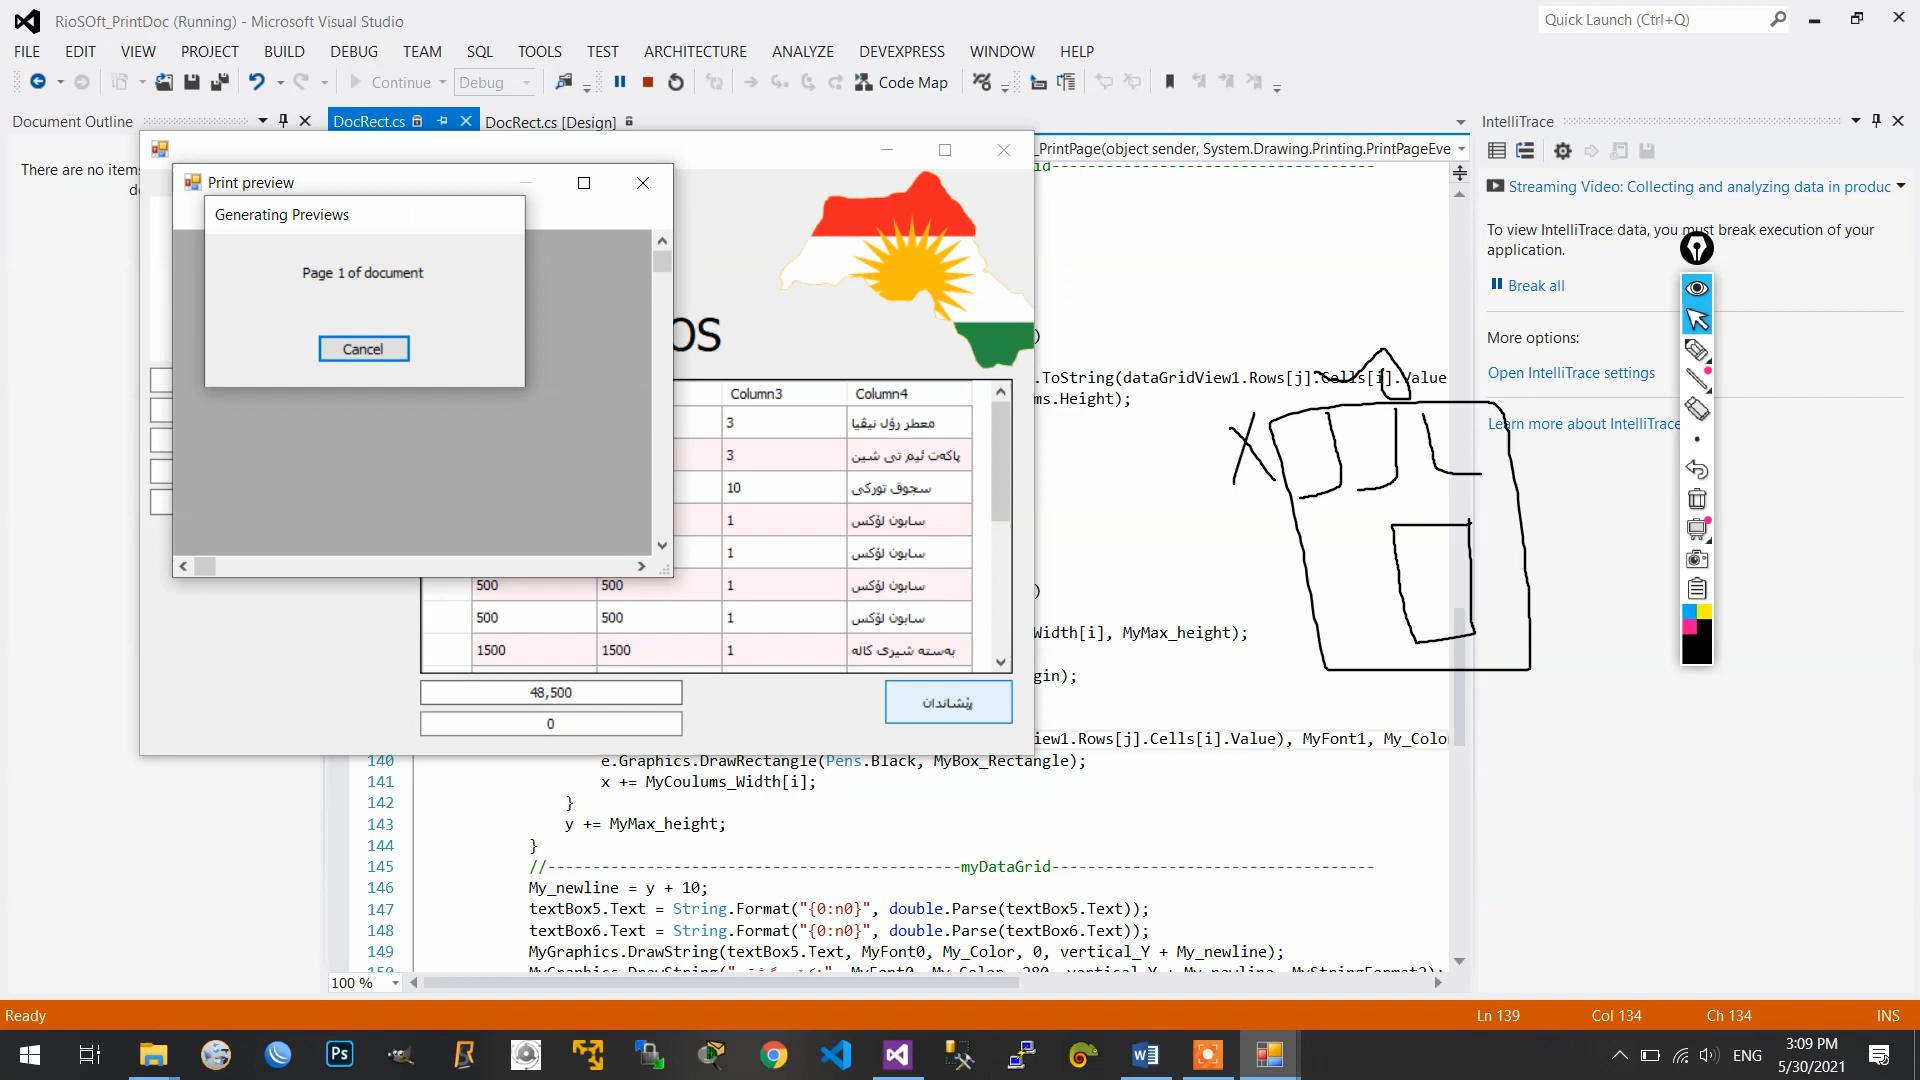 RioSOft_PrintDoc (Running) - Microsoft Visual Studio
Quick Launch (Ctrl+Q)
FILE EDIT VIEW PROJECT BUILD DEBUG TEAM SQL TOOLS TEST ARCHITECTURE ANALYZE DEVEXPRESS WINDOW HELP
Continue Debug Code Map
Document Outline
DocRect.cs
DocRect.cs [Design]
IntelliTrace
There are no items
_PrintPage(object sender, System.Drawing.Printing.PrintPageEve
Streaming Video: Collecting and analyzing data in produc
To view IntelliTrace data, you must break execution of your
application.
Break all
More options:
Open IntelliTrace settings
Learn more about IntelliTrace
Print preview
Generating Previews
Page 1 of document
Cancel
OS
Column3 Column4
3 معطر رۆل نیڤیا
3 پاکەت ئیم تی شین
10 سجوق تورکی
1 سابون لۆکس
1 سابون لۆکس
500 500 1 سابون لۆکس
500 500 1 سابون لۆکس
1500 1500 1 بەستە شیری کالە
48,500
0
.ToString(dataGridView1.Rows[j].Cells[i].Value
ms.Height);
Width[i], MyMax_height);
gin);
iew1.Rows[j].Cells[i].Value), MyFont1, My_Colo
140 e.Graphics.DrawRectangle(Pens.Black, MyBox_Rectangle);
141 x += MyCoulums_Width[i];
142 }
143 y += MyMax_height;
144 }
145 //----------------------------------------------myDataGrid------------------------------------
146 My_newline = y + 10;
147 textBox5.Text = String.Format("{0:n0}", double.Parse(textBox5.Text));
148 textBox6.Text = String.Format("{0:n0}", double.Parse(textBox6.Text));
149 MyGraphics.DrawString(textBox5.Text, MyFont0, My_Color, 0, vertical_Y + My_newline);
100 %
Ready
Ln 139 Col 134 Ch 134 INS
ENG
3:09 PM
5/30/2021